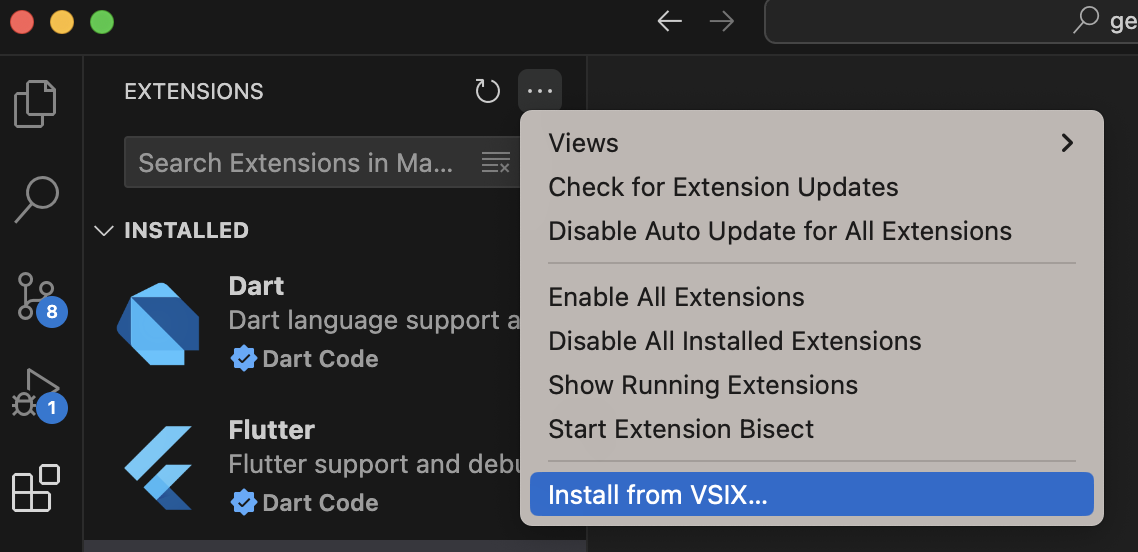 ge
EXTENSIONS
Search Extensions in Ma...
INSTALLED
Dart
Dart language support a
Dart Code
Flutter
Flutter support and debu
Dart Code
8
1
Views
Check for Extension Updates
Disable Auto Update for All Extensions
Enable All Extensions
Disable All Installed Extensions
Show Running Extensions
Start Extension Bisect
Install from VSIX...